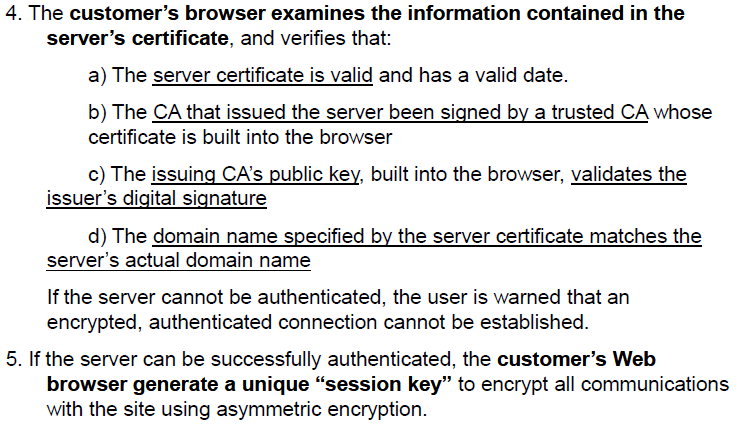 4. The customer’s browser examines the information contained in the
server’s certificate, and verifies that:
a) The server certificate is valid and has a valid date.
b) The CA that issued the server been signed by a trusted CA whose
certificate is built into the browser
c) The issuing CA’s public key, built into the browser, validates the
issuer’s digital signature
d) The domain name specified by the server certificate matches the
server’s actual domain name
If the server cannot be authenticated, the user is warned that an
encrypted, authenticated connection cannot be established.
5. If the server can be successfully authenticated, the customer’s Web
browser generate a unique “session key” to encrypt all communications
with the site using asymmetric encryption.